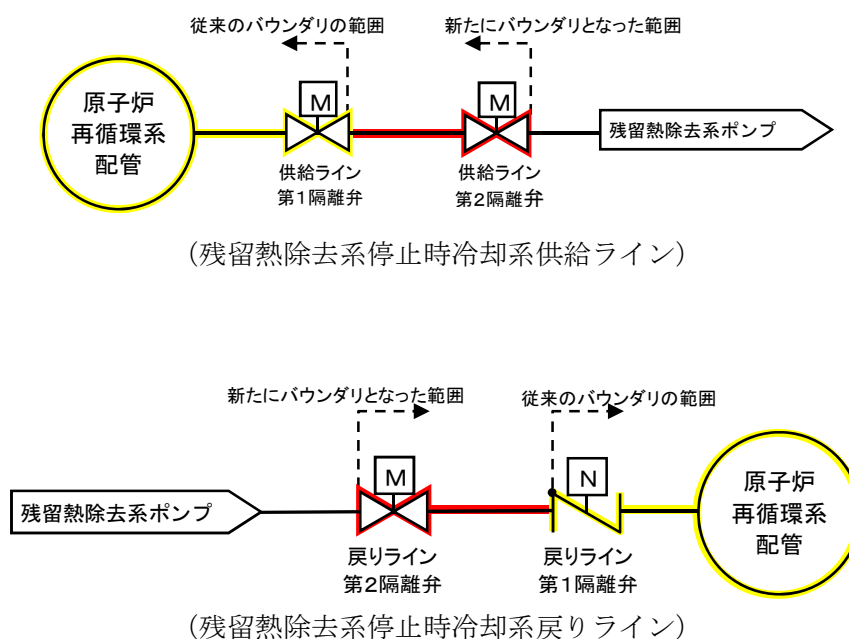 従来のバウンダリの範囲
新たにバウンダリとなった範囲
原子炉
再循環系
配管
M
M
残留熱除去系ポンプ
供給ライン
第1隔離弁
供給ライン
第2隔離弁
(残留熱除去系停止時冷却系供給ライン)
新たにバウンダリとなった範囲
従来のバウンダリの範囲
残留熱除去系ポンプ
M
N
原子炉
再循環系
配管
戻りライン
第2隔離弁
戻りライン
第1隔離弁
(残留熱除去系停止時冷却系戻りライン)